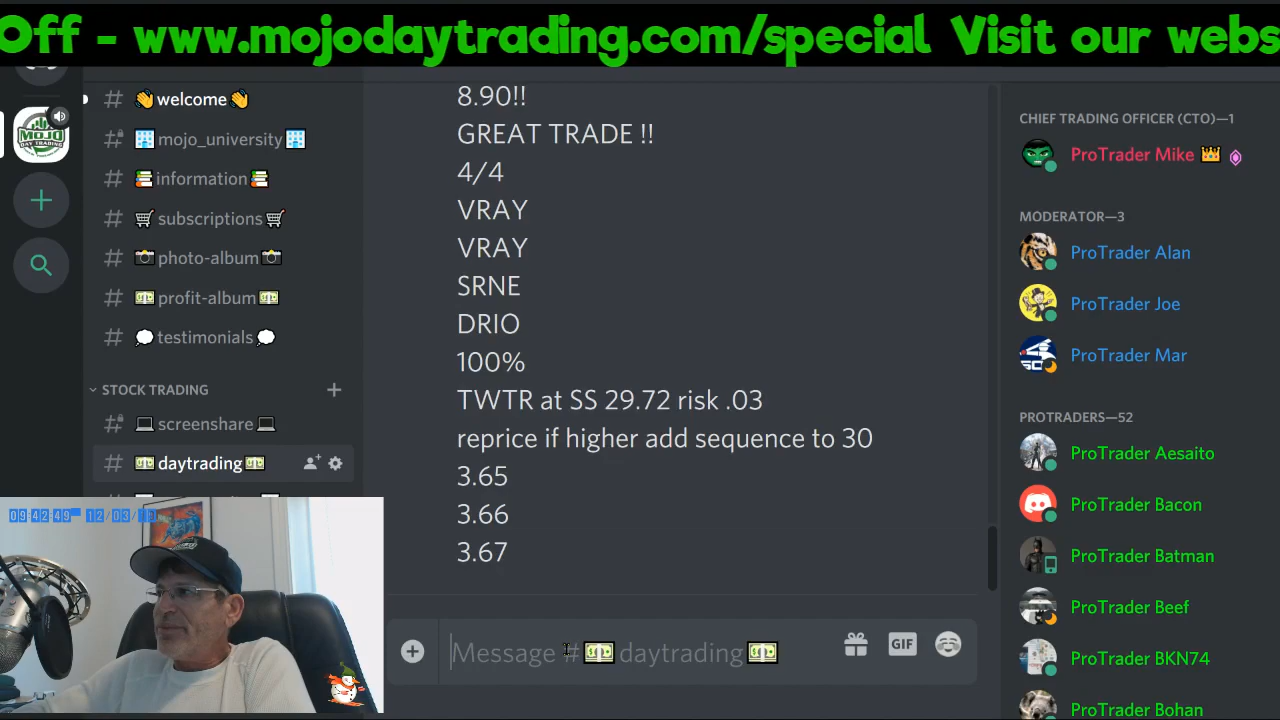 Off - www.mojodaytrading.com/special Visit our webs
# 👋 welcome 👋
# 🏢 mojo_university 🏢
# 📚 information 📚
# 🛒 subscriptions 🛒
# 📷 photo-album 📷
# 💵 profit-album 💵
# 💭 testimonials 💭
STOCK TRADING
# 💻 screenshare 💻
# 💵 daytrading 💵
MOJO
DAY TRADING
8.90!!
GREAT TRADE !!
4/4
VRAY
VRAY
SRNE
DRIO
100%
TWTR at SS 29.72 risk .03
reprice if higher add sequence to 30
3.65
3.66
3.67
Message # 💵 daytrading 💵
GIF
CHIEF TRADING OFFICER (CTO)—1
ProTrader Mike
MODERATOR—3
ProTrader Alan
ProTrader Joe
ProTrader Mar
PROTRADERS—52
ProTrader Aesaito
ProTrader Bacon
ProTrader Batman
ProTrader Beef
ProTrader BKN74
ProTrader Bohan